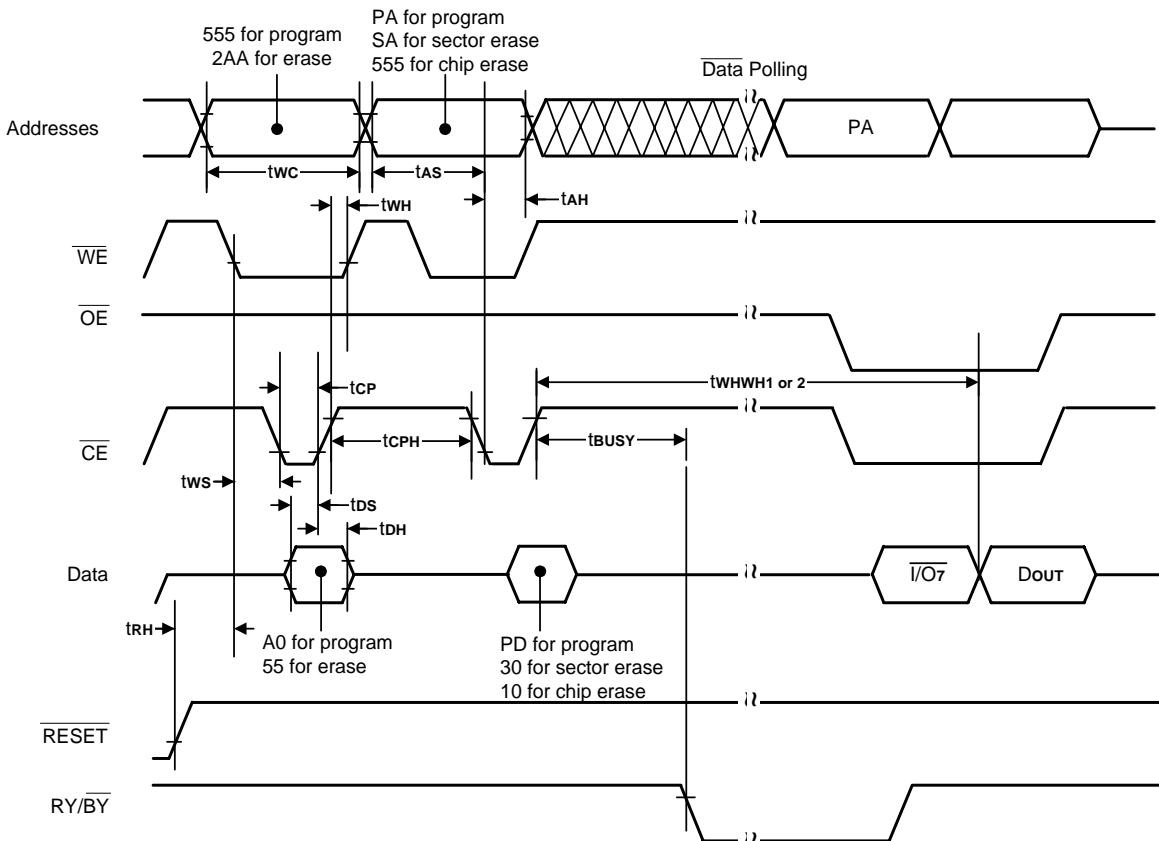 555 for program
2AA for erase
PA for program
SA for sector erase
555 for chip erase
Data Polling
Addresses
PA
tWC
tAS
tAH
tWH
WE
OE
tCP
tWHWH1 or 2
tCPH
tBUSY
CE
tWS
tDS
tDH
Data
I/O7
DOUT
tRH
A0 for program
55 for erase
PD for program
30 for sector erase
10 for chip erase
RESET
RY/BY